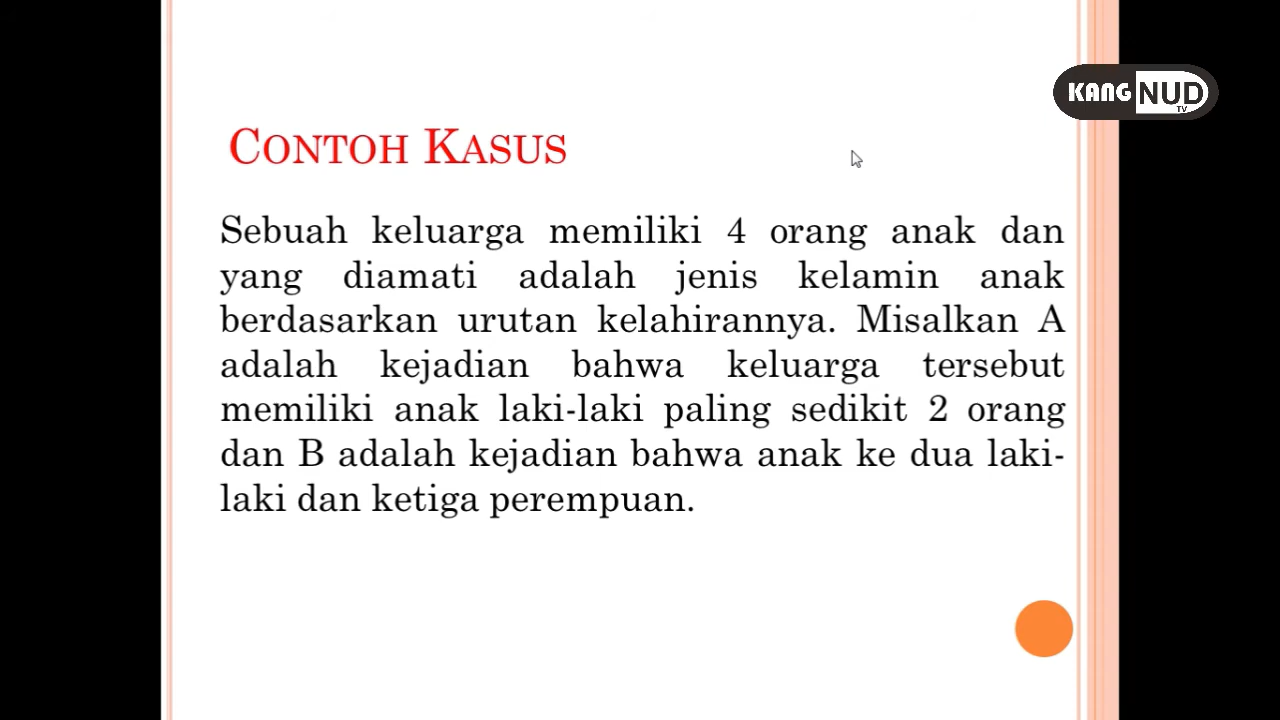 KANG NUD TV
CONTOH KASUS
Sebuah keluarga memiliki 4 orang anak dan
yang diamati adalah jenis kelamin anak
berdasarkan urutan kelahirannya. Misalkan A
adalah kejadian bahwa keluarga tersebut
memiliki anak laki-laki paling sedikit 2 orang
dan B adalah kejadian bahwa anak ke dua laki-
laki dan ketiga perempuan.